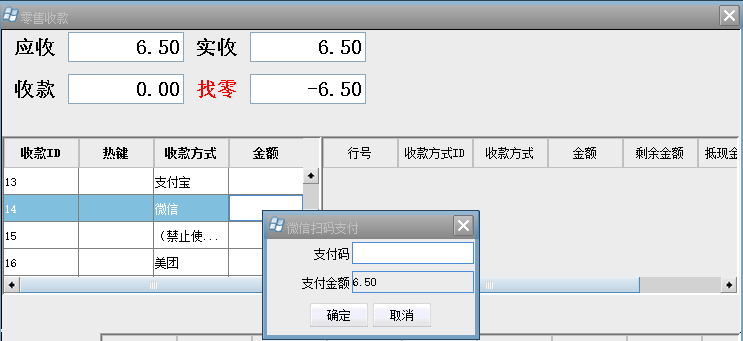 零售收款
应收 6.50 实收 6.50
收款 0.00 找零 -6.50
收款ID 热键 收款方式 金额 行号 收款方式ID 收款方式 金额 剩余金额 抵现金
13 支付宝
14 微信
微信扫码支付
15 (禁止使...
支付码
16 美团
支付金额 6.50
确定 取消